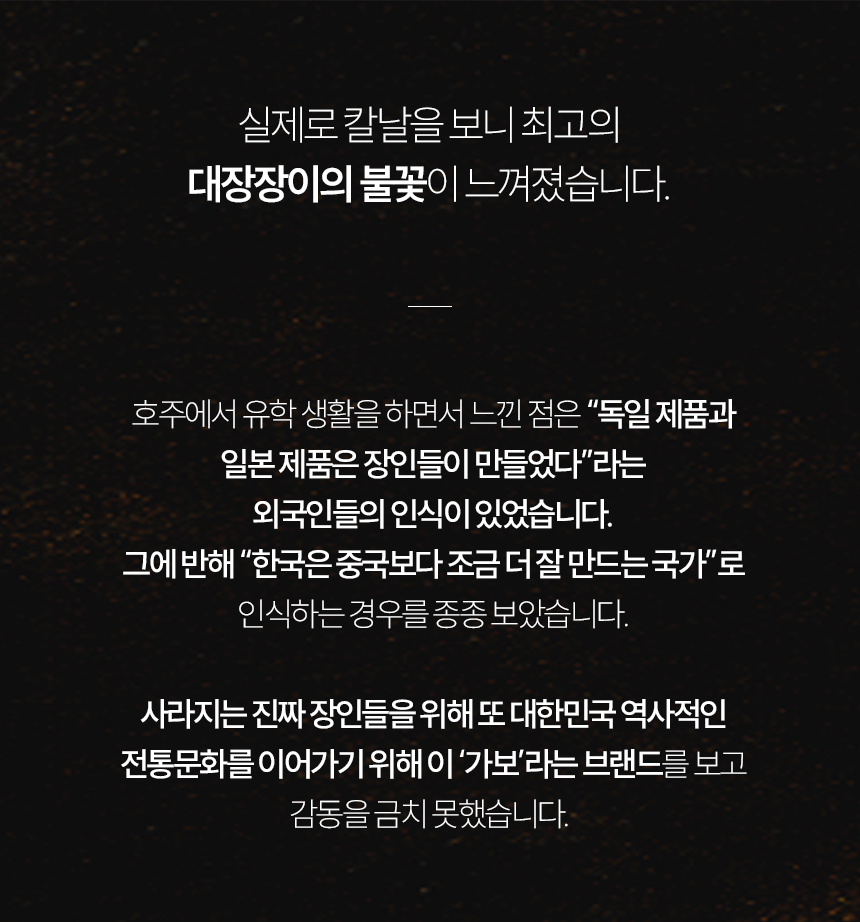 실제로 칼날을 보니 최고의
대장장이의 불꽃이 느껴졌습니다.
호주에서 유학 생활을 하면서 느낀 점은 “독일 제품과
일본 제품은 장인들이 만들었다”라는
외국인들의 인식이 있었습니다.
그에 반해 “한국은 중국보다 조금 더 잘 만드는 국가”로
인식하는 경우를 종종 보았습니다.
사라지는 진짜 장인들을 위해 또 대한민국 역사적인
전통문화를 이어가기 위해 이 ‘가보’라는 브랜드를 보고
감동을 금치 못했습니다.